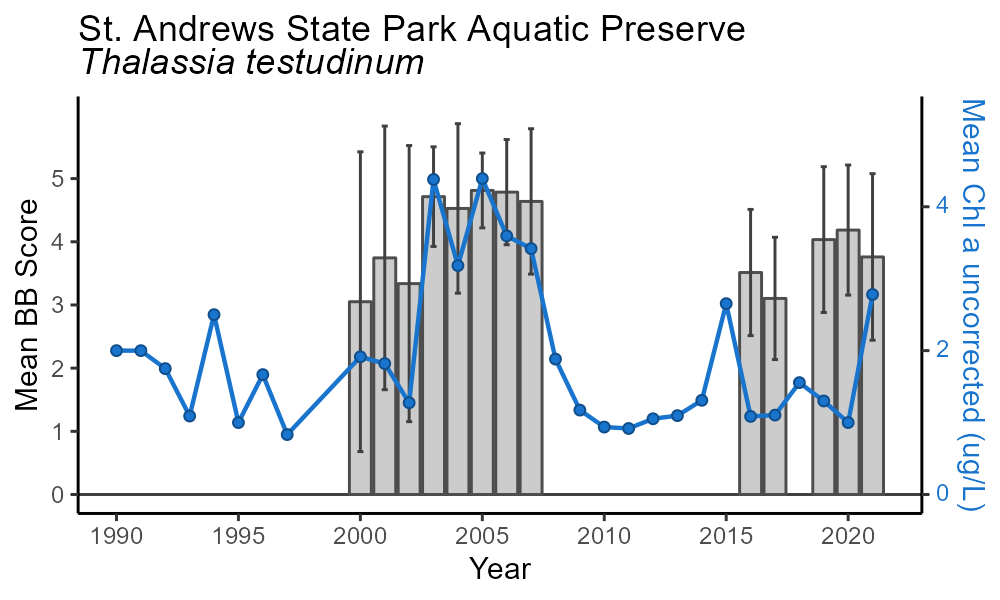 St. Andrews State Park Aquatic Preserve
Thalassia testudinum
Mean BB Score
5
4
3
2
1
0
4
2
0
Mean Chl a uncorrected (ug/L)
1990 1995 2000 2005 2010 2015 2020
Year